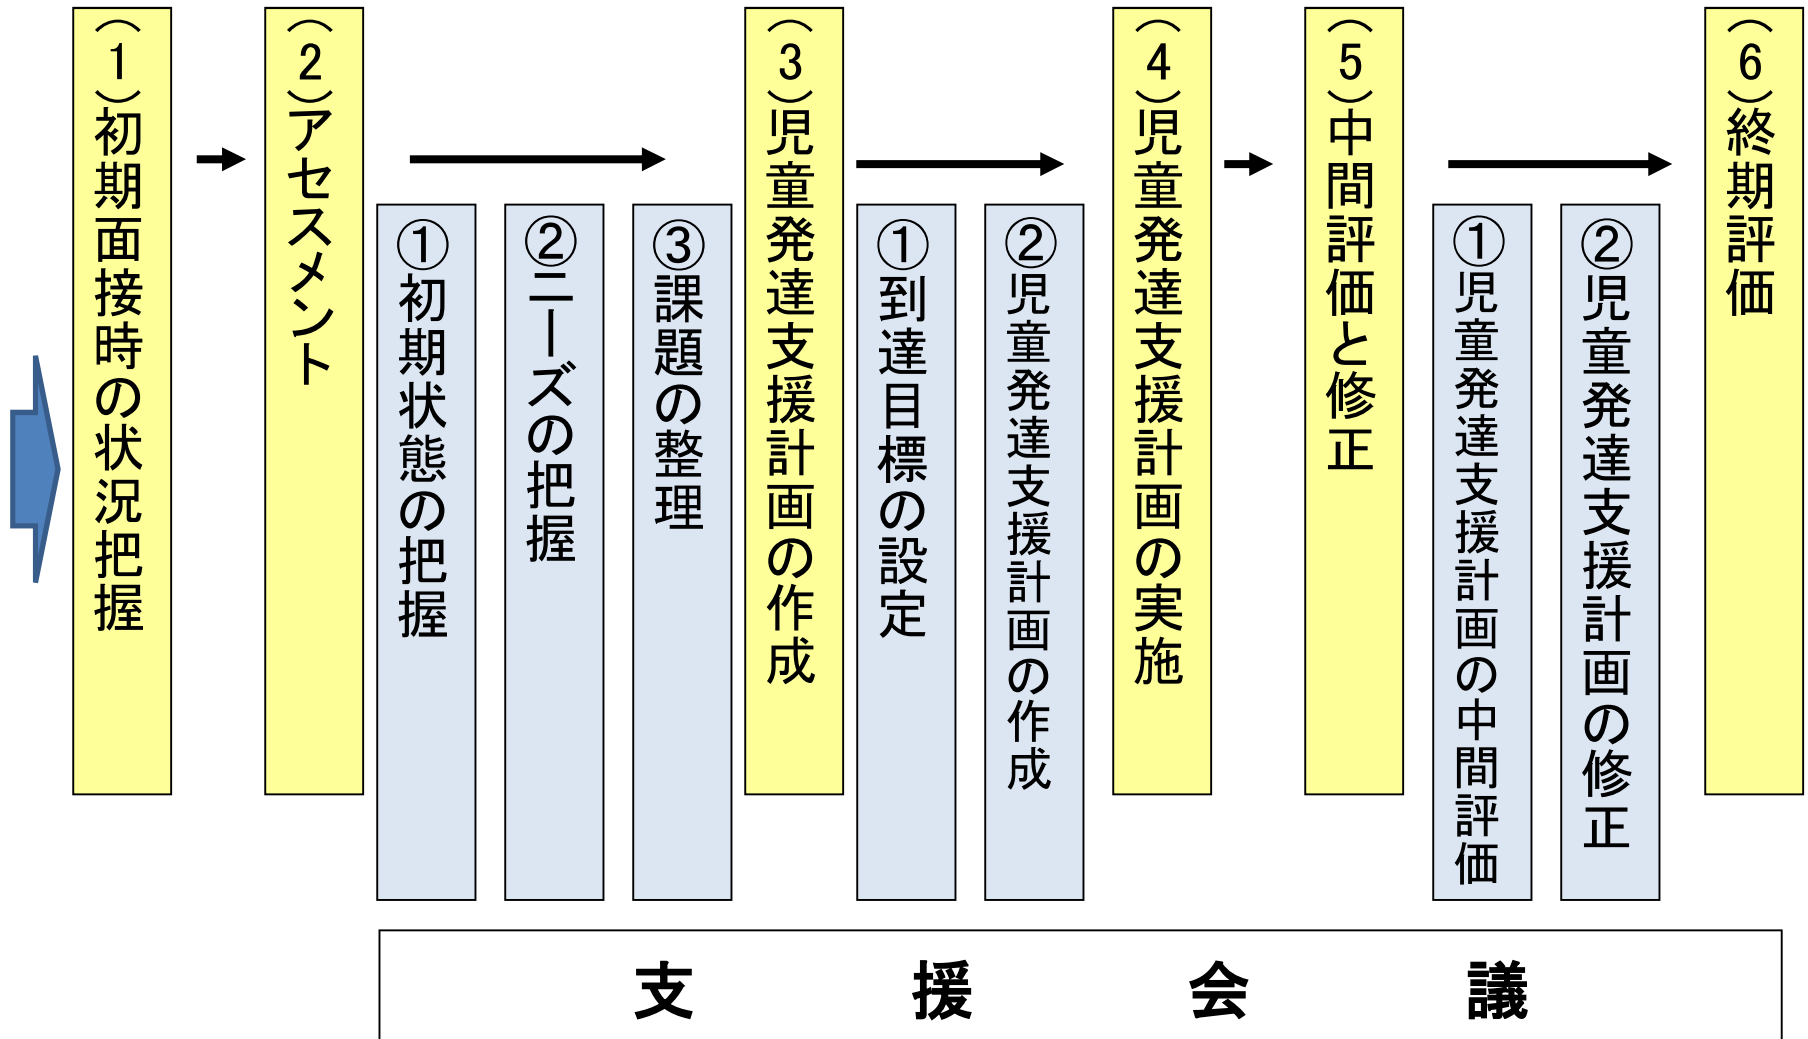 （１）初期面接時の状況把握
（２）アセスメント
①初期状態の把握
②ニーズの把握
③課題の整理
（３）児童発達支援計画の作成
①到達目標の設定
②児童発達支援計画の作成
（４）児童発達支援計画の実施
（５）中間評価と修正
①児童発達支援計画の中間評価
②児童発達支援計画の修正
（６）終期評価
支援会議